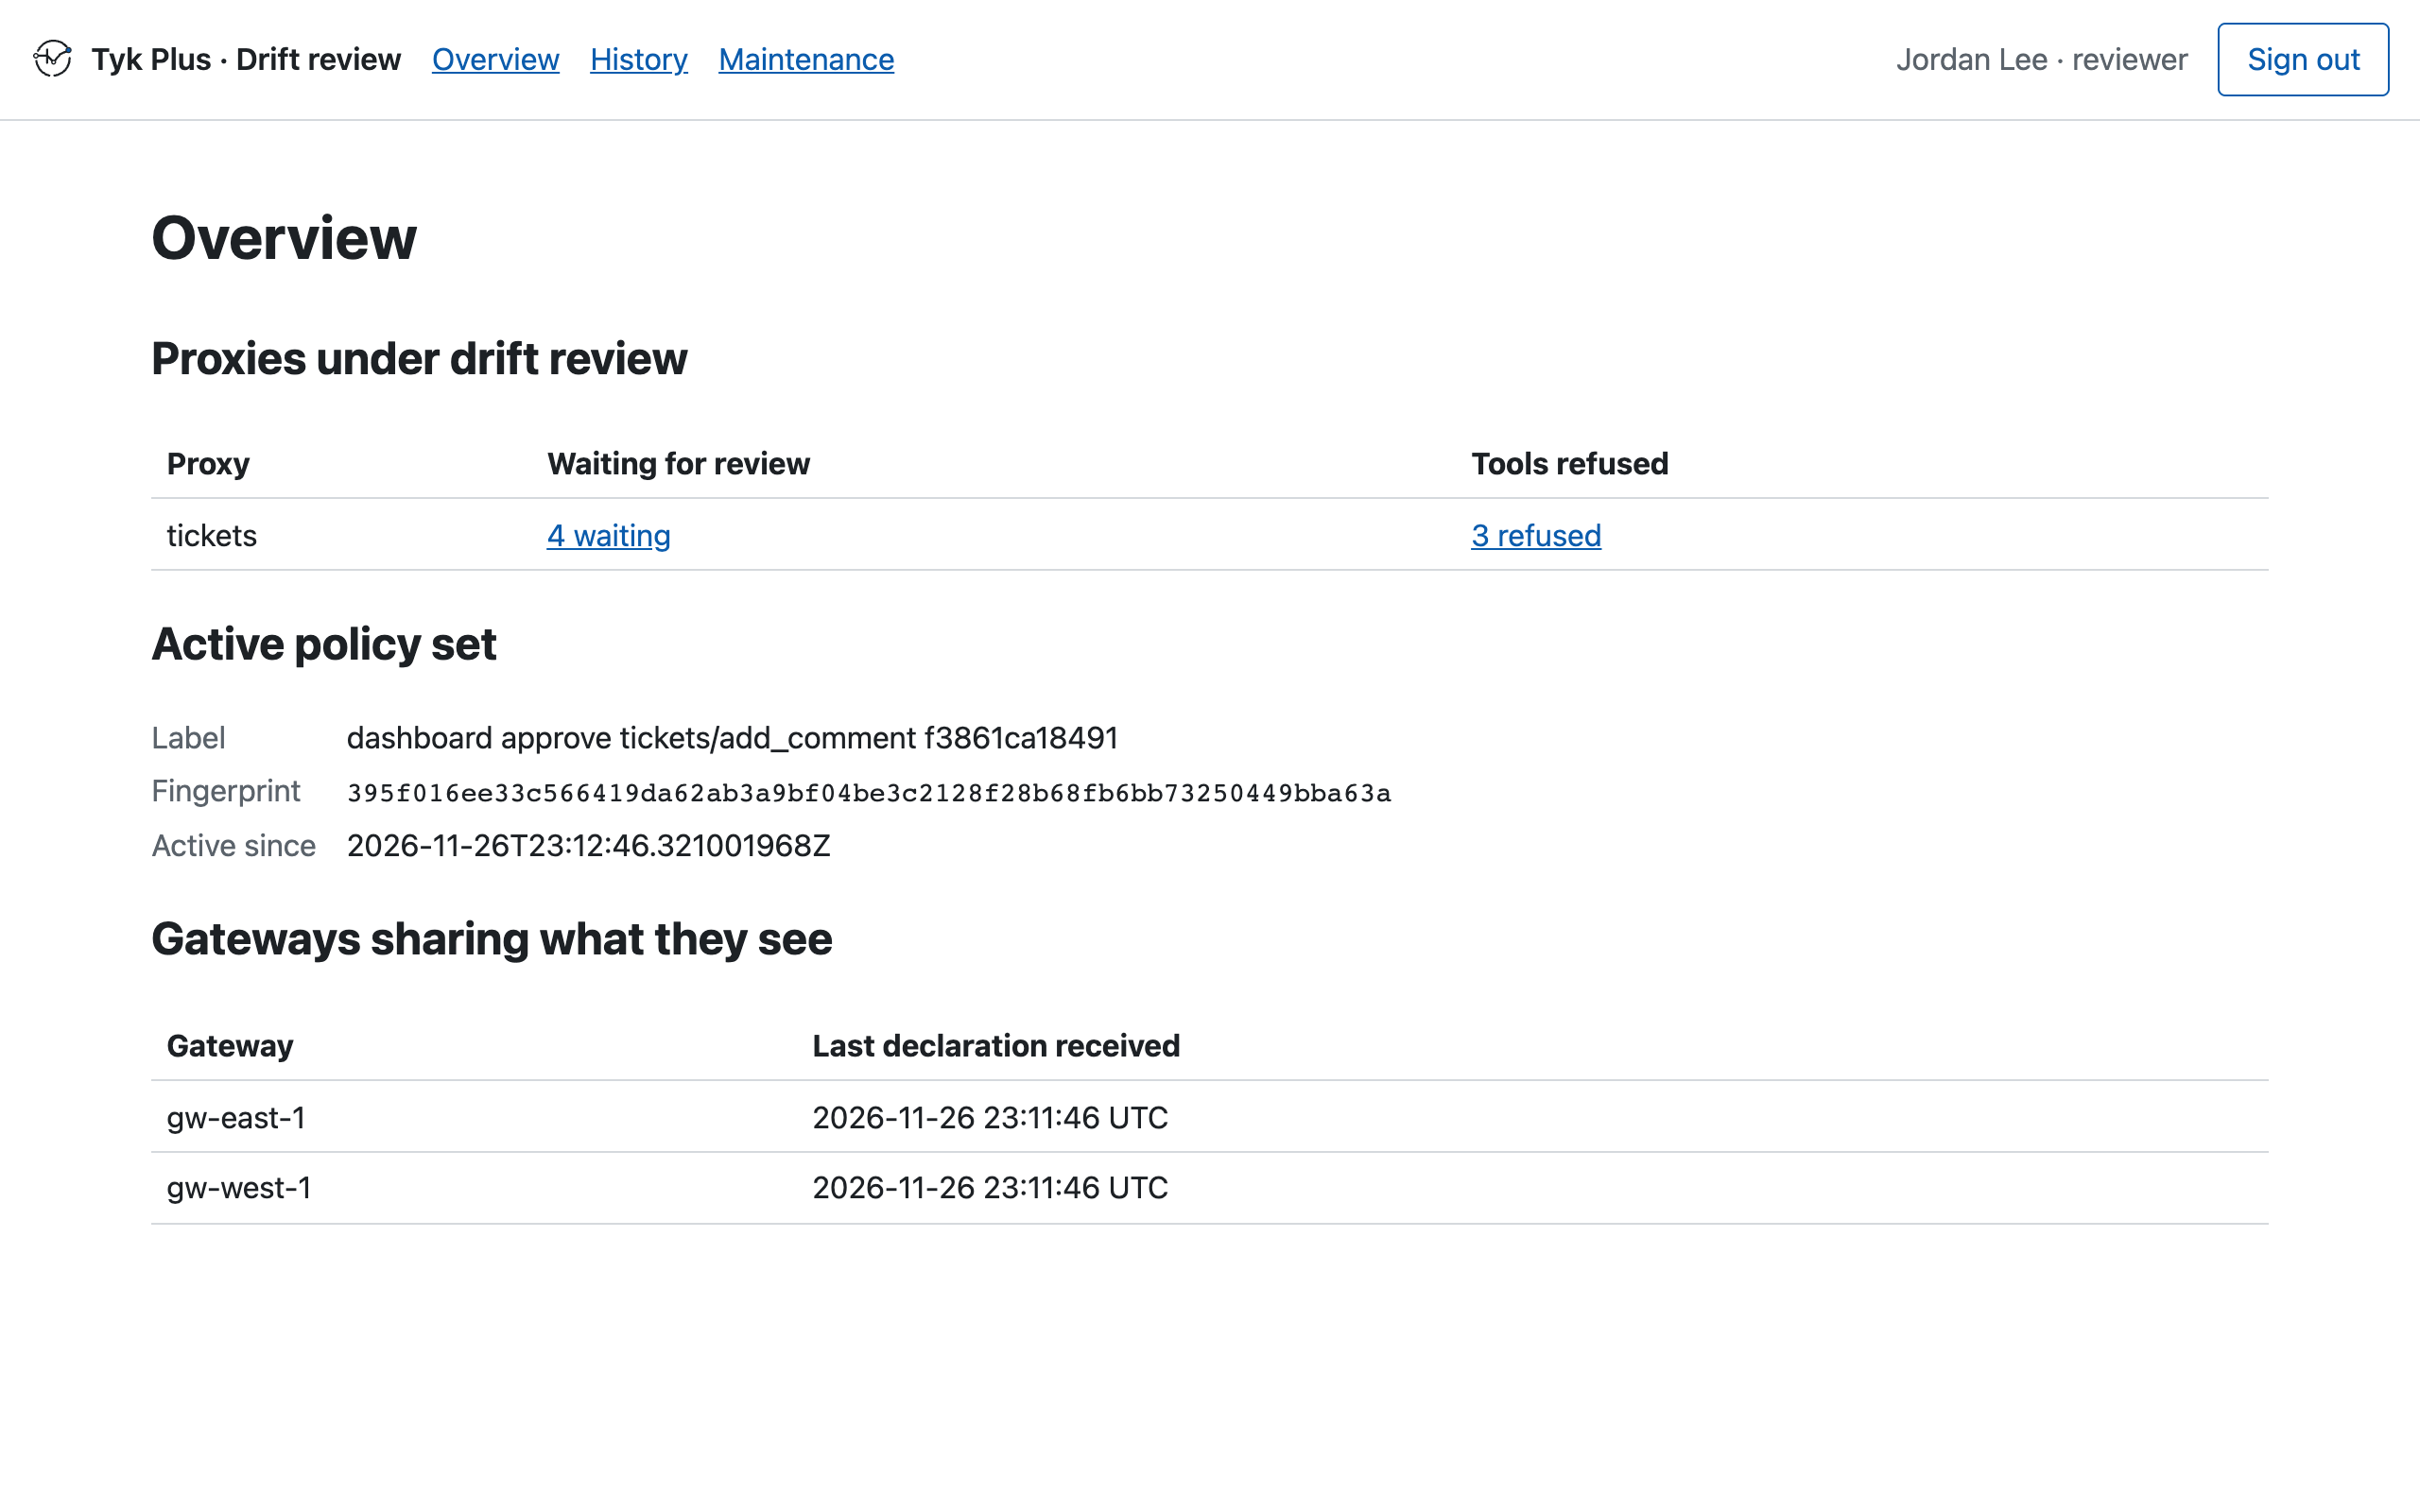 Tyk Plus · Drift review Overview History Maintenance Jordan Lee · reviewer Sign out
Overview
Proxies under drift review
Proxy Waiting for review Tools refused
tickets 4 waiting 3 refused
Active policy set
Label dashboard approve tickets/add_comment f3861ca18491
Fingerprint 395f016ee33c566419da62ab3a9bf04be3c2128f28b68fb6bb73250449bba63a
Active since 2026-11-26T23:12:46.321001968Z
Gateways sharing what they see
Gateway Last declaration received
gw-east-1 2026-11-26 23:11:46 UTC
gw-west-1 2026-11-26 23:11:46 UTC